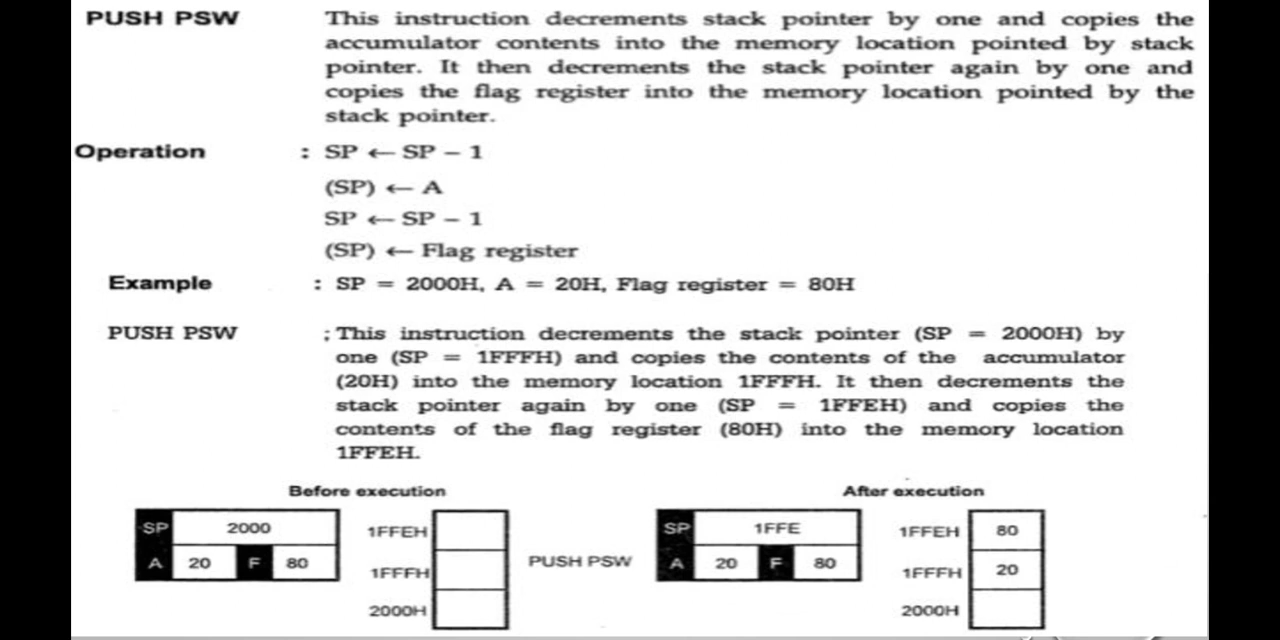 PUSH PSW This instruction decrements stack pointer by one and copies the
accumulator contents into the memory location pointed by stack
pointer. It then decrements the stack pointer again by one and
copies the flag register into the memory location pointed by the
stack pointer.
Operation : SP ← SP – 1
(SP) ← A
SP ← SP – 1
(SP) ← Flag register
Example : SP = 2000H, A = 20H, Flag register = 80H
PUSH PSW ; This instruction decrements the stack pointer (SP = 2000H) by
one (SP = 1FFFH) and copies the contents of the accumulator
(20H) into the memory location 1FFFH. It then decrements the
stack pointer again by one (SP = 1FFEH) and copies the
contents of the flag register (80H) into the memory location
1FFEH.
Before execution After execution
SP 2000 1FFEH SP 1FFE 1FFEH 80
A 20 F 80 1FFFH PUSH PSW A 20 F 80 1FFFH 20
2000H 2000H